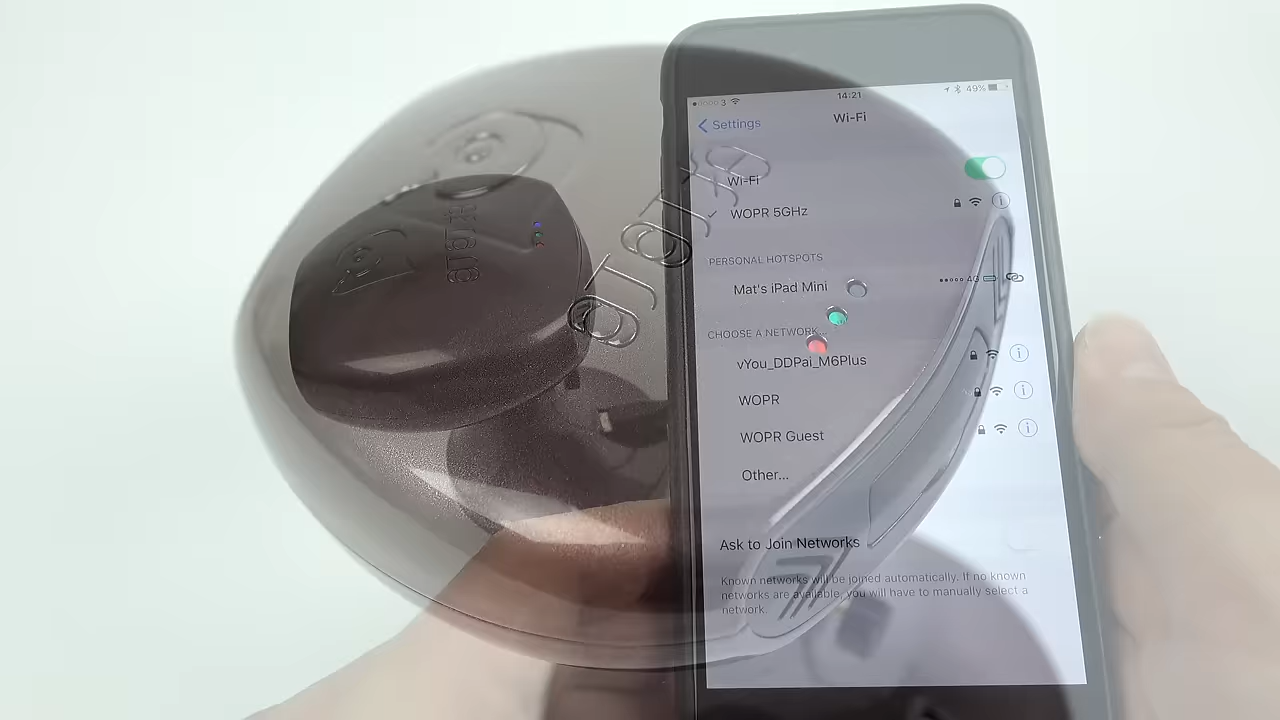 3 14:21 49%
Settings Wi-Fi
Wi-Fi
WOPR 5GHz
PERSONAL HOTSPOTS
Mat's iPad Mini 4G
CHOOSE A NETWORK...
vYou_DDPai_M6Plus
WOPR
WOPR Guest
Other...
Ask to Join Networks
Known networks will be joined automatically. If no known
networks are available, you will have to manually select a
network.